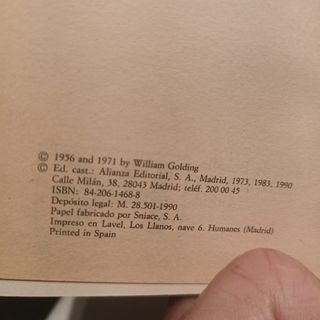 © 1956 and 1971 by William Golding
© Ed. cast.: Alianza Editorial, S. A., Madrid, 1973, 1983, 1990
Calle Milán, 38, 28043 Madrid; teléf. 200 00 45
ISBN: 84-206-1468-8
Depósito legal: M. 28.501-1990
Papel fabricado por Sniace, S. A.
Impreso en Lavel, Los Llanos, nave 6. Humanes (Madrid)
Printed in Spain